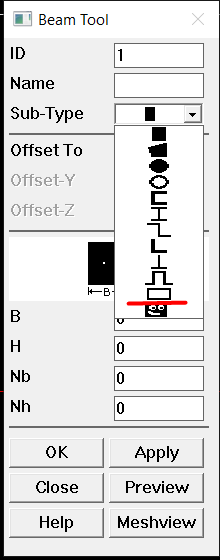 Beam Tool
ID 1
Name
Sub-Type
Offset To
Offset-Y
Offset-Z
B
B 0
H 0
Nb 0
Nh 0
OK Apply
Close Preview
Help Meshview